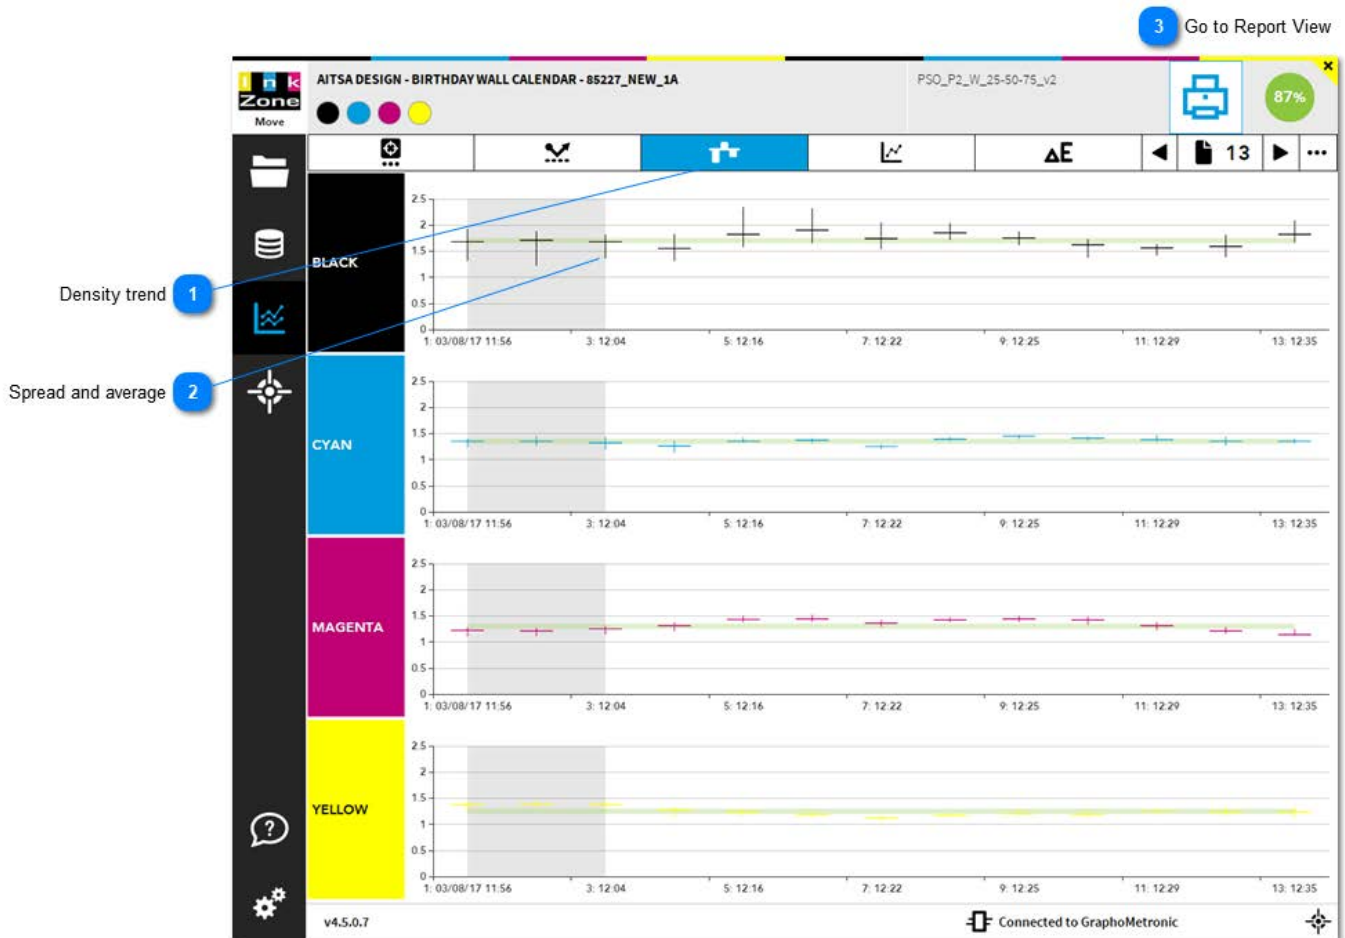 3 Go to Report View
Ink
Zone
Move
AITSA DESIGN - BIRTHDAY WALL CALENDAR - 85227_NEW_1A
PSO_P2_W_25-50-75_v2
87%
ΔE
13
Density trend 1
Spread and average 2
BLACK
2.5
2
1.5
1
0.5
0
1: 03/08/17 11:56 3: 12:04 5: 12:16 7: 12:22 9: 12:25 11: 12:29 13: 12:35
CYAN
2.5
2
1.5
1
0.5
0
1: 03/08/17 11:56 3: 12:04 5: 12:16 7: 12:22 9: 12:25 11: 12:29 13: 12:35
MAGENTA
2.5
2
1.5
1
0.5
0
1: 03/08/17 11:56 3: 12:04 5: 12:16 7: 12:22 9: 12:25 11: 12:29 13: 12:35
YELLOW
2.5
2
1.5
1
0.5
0
1: 03/08/17 11:56 3: 12:04 5: 12:16 7: 12:22 9: 12:25 11: 12:29 13: 12:35
?
v4.5.0.7
Connected to GraphoMetronic